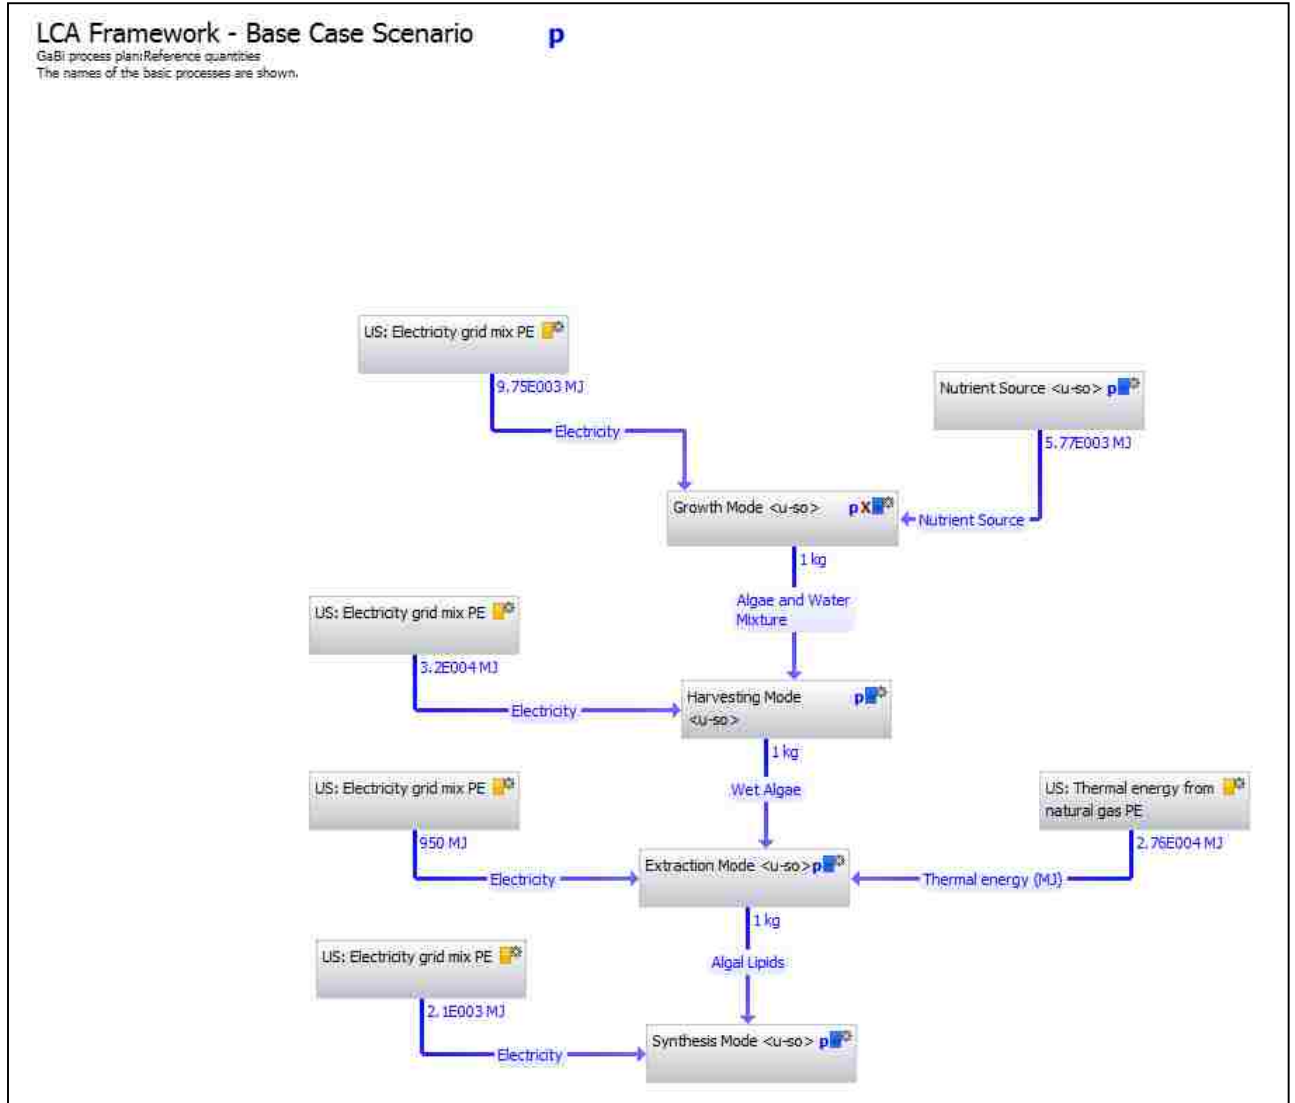 LCA Framework - Base Case Scenario p
GaBi process plan:Reference quantities
The names of the basic processes are shown.
US: Electricity grid mix PE
9.75E003 MJ
Electricity
Nutrient Source <u-so> p
5.77E003 MJ
Nutrient Source
Growth Mode <u-so> pX
1 kg
Algae and Water
Mixture
US: Electricity grid mix PE
3.2E004 MJ
Electricity
Harvesting Mode p
<u-so>
1 kg
Wet Algae
US: Electricity grid mix PE
950 MJ
Electricity
US: Thermal energy from
natural gas PE
2.76E004 MJ
Thermal energy (MJ)
Extraction Mode <u-so> p
1 kg
Algal Lipids
US: Electricity grid mix PE
2.1E003 MJ
Electricity
Synthesis Mode <u-so> p